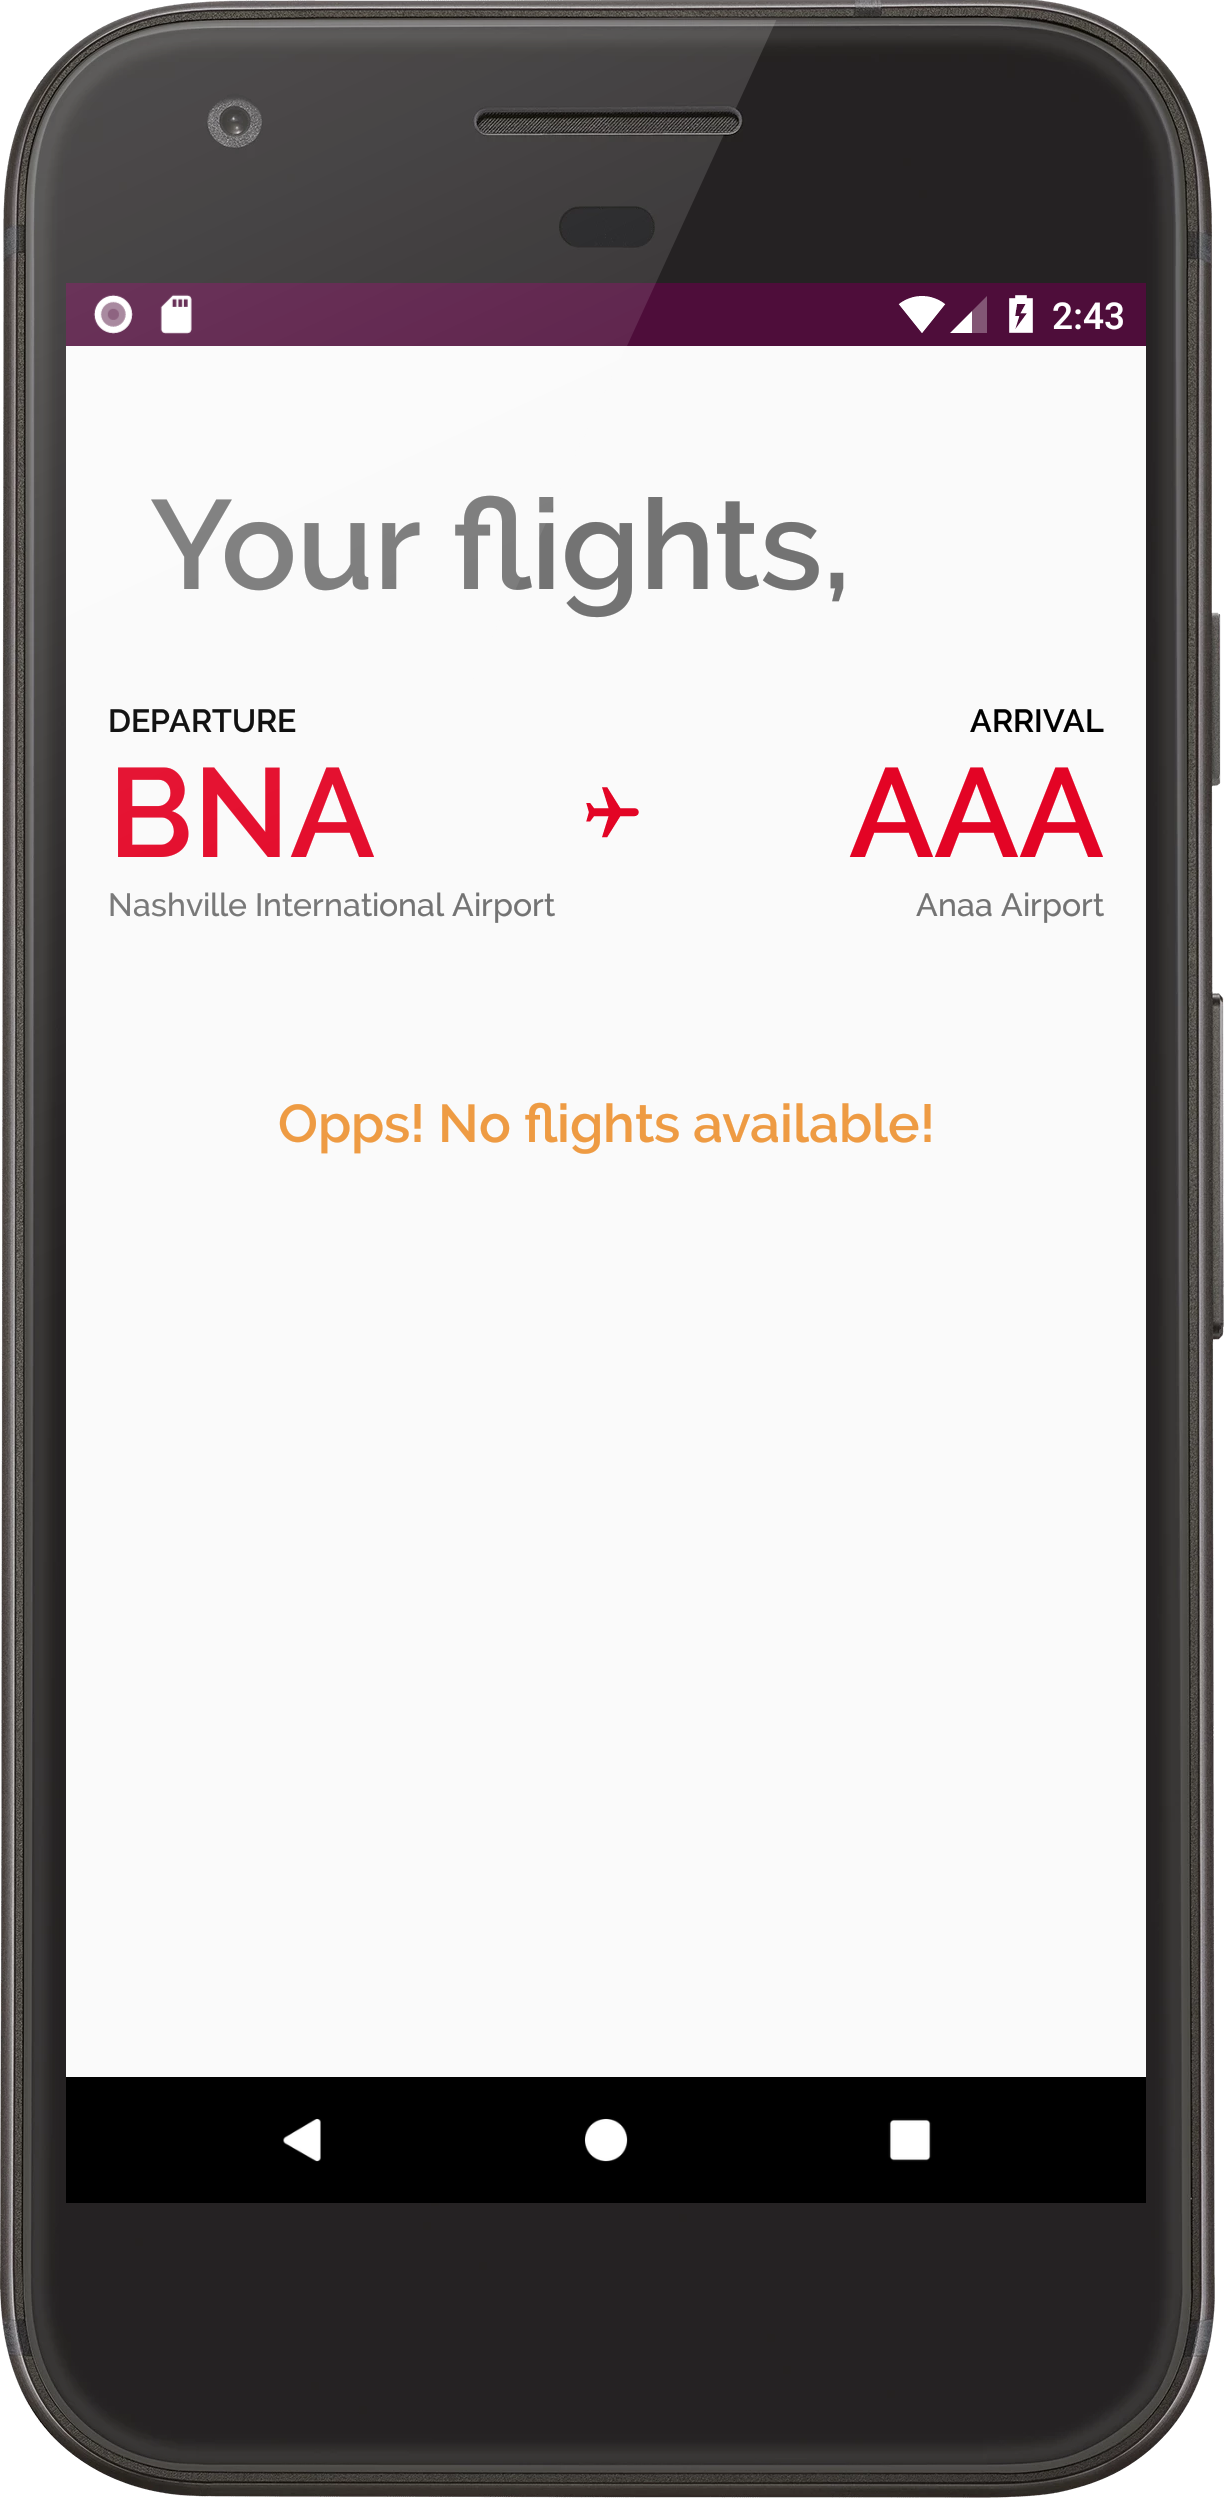 2:43
Your flights,
DEPARTURE ARRIVAL
BNA AAA
Nashville International Airport Anaa Airport
Opps! No flights available!